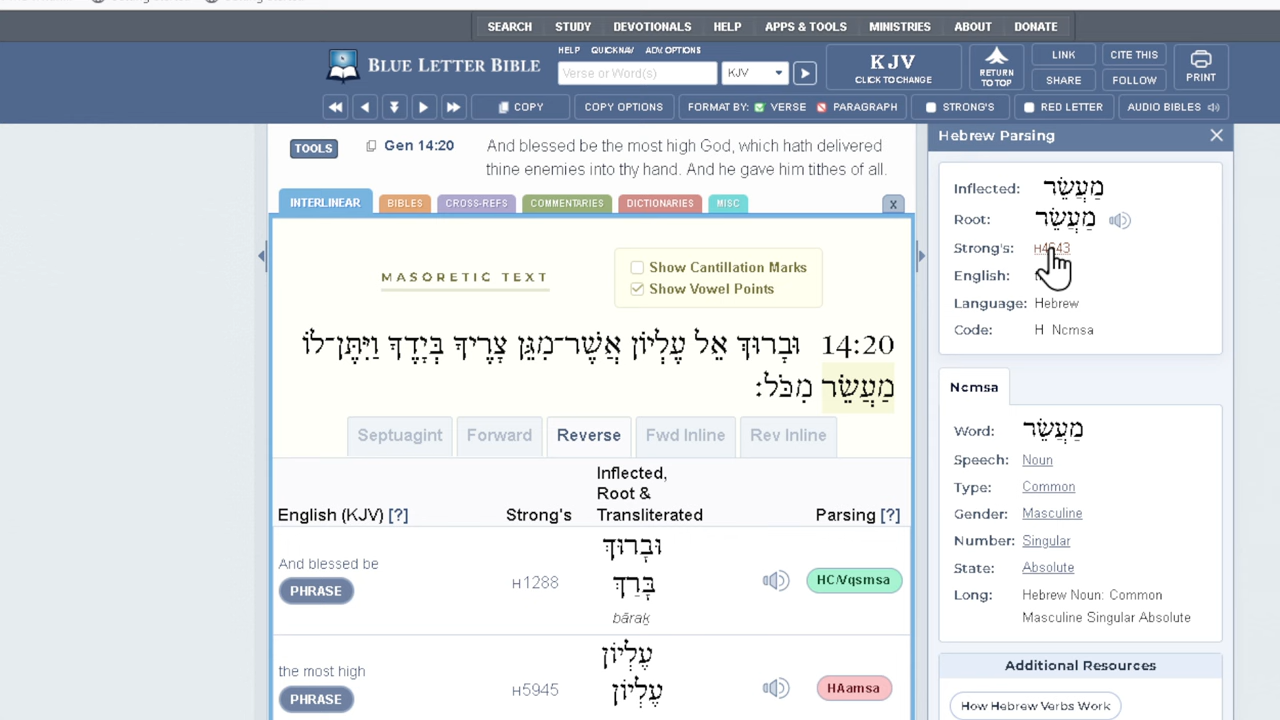 SEARCH STUDY DEVOTIONALS HELP APPS & TOOLS MINISTRIES ABOUT DONATE
BLUE LETTER BIBLE
HELP QUICKNAV ADV. OPTIONS
Verse or Word(s) KJV
KJV
CLICK TO CHANGE
RETURN
TO TOP
LINK CITE THIS
SHARE FOLLOW
PRINT
COPY COPY OPTIONS FORMAT BY: VERSE PARAGRAPH STRONG'S RED LETTER AUDIO BIBLES
TOOLS Gen 14:20 And blessed be the most high God, which hath delivered
thine enemies into thy hand. And he gave him tithes of all.
INTERLINEAR BIBLES CROSS-REFS COMMENTARIES DICTIONARIES MISC X
MASORETIC TEXT
Show Cantillation Marks
Show Vowel Points
14:20 וּבָרוּךְ אֵל עֶלְיוֹן אֲשֶׁר־מִגֵּן צָרֶיךָ בְּיָדֶךָ וַיִּתֶּן־לוֹ
מַעֲשֵׂר מִכֹּל׃
Septuagint Forward Reverse Fwd Inline Rev Inline
English (KJV) [?] Strong's Inflected,
Root &
Transliterated Parsing [?]
And blessed be
PHRASE
H1288
וּבָרוּךְ
בָּרַךְ
bāraḵ
HC/Vqsmsa
the most high
PHRASE
H5945
עֶלְיוֹן
עֶלְיוֹן
HAamsa
Hebrew Parsing
Inflected: מַעֲשֵׂר
Root: מַעֲשֵׂר
Strong's:
English:
Language: Hebrew
Code: H Ncmsa
Ncmsa
Word: מַעֲשֵׂר
Speech: Noun
Type: Common
Gender: Masculine
Number: Singular
State: Absolute
Long: Hebrew Noun: Common
Masculine Singular Absolute
Additional Resources
How Hebrew Verbs Work